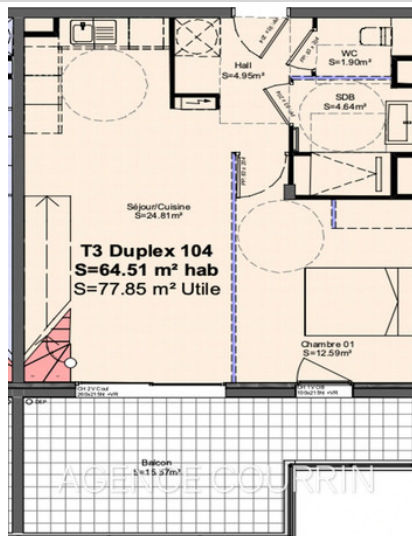 WC
S=1.90m²
Hall
S=4.95m²
SDB
S=4.64m²
Séjour/Cuisine
S=24.81m²
T3 Duplex 104
S=64.51 m² hab
S=77.85 m² Utile
Chambre 01
S=12.59m²
Balcon
AGENCE COURRIN